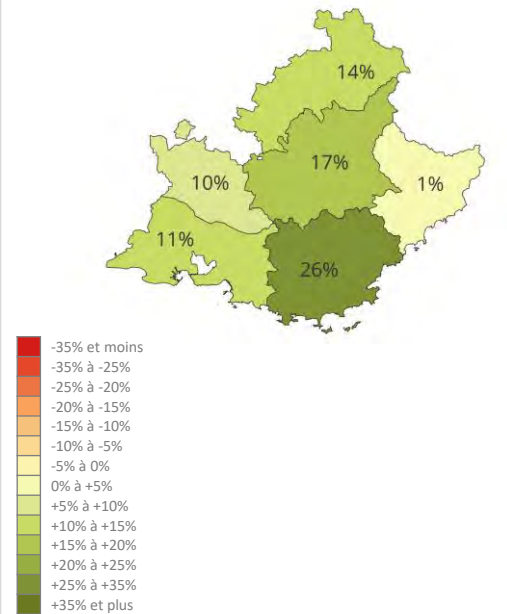 14%
17%
10%
1%
11%
26%
-35% et moins
-35% à -25%
-25% à -20%
-20% à -15%
-15% à -10%
-10% à -5%
-5% à 0%
0% à +5%
+5% à +10%
+10% à +15%
+15% à +20%
+20% à +25%
+25% à +35%
+35% et plus